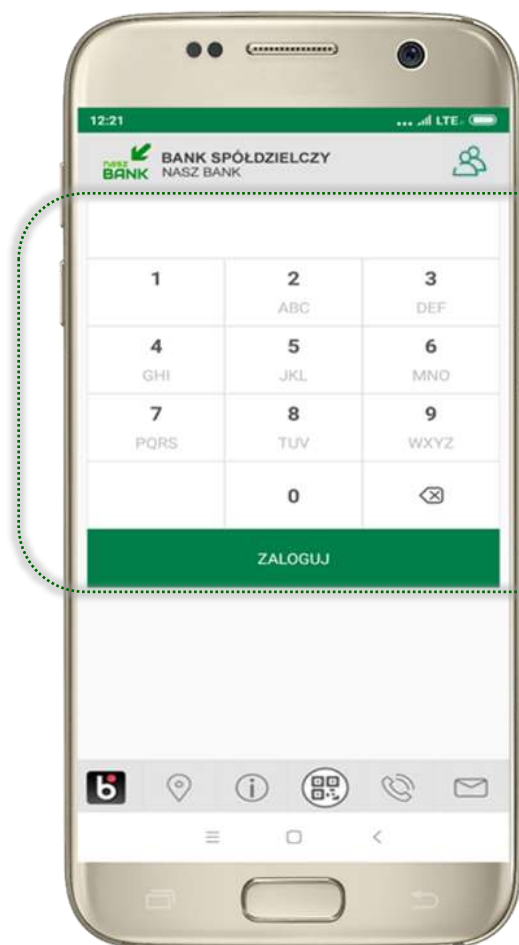 12:21 ... LTE
nasz BANK BANK SPÓŁDZIELCZY
NASZ BANK
1 2 3
ABC DEF
4 5 6
GHI JKL MNO
7 8 9
PQRS TUV WXYZ
0
ZALOGUJ
b